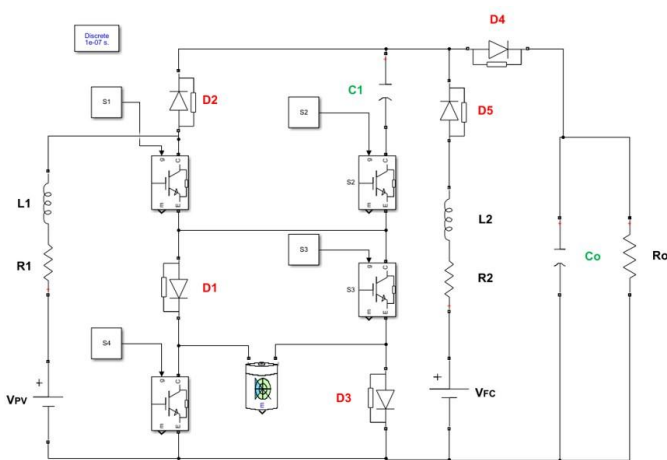 Discrete
1e-07 s.
D4
S1
D2
C1
S2
D5
g
C
E
m
g
C
S2
E
m
L1
R1
L2
R2
Co
Ro
S3
g
C
S3
E
m
D1
S4
g
C
E
m
m
D3
+
VPV
+
VFC